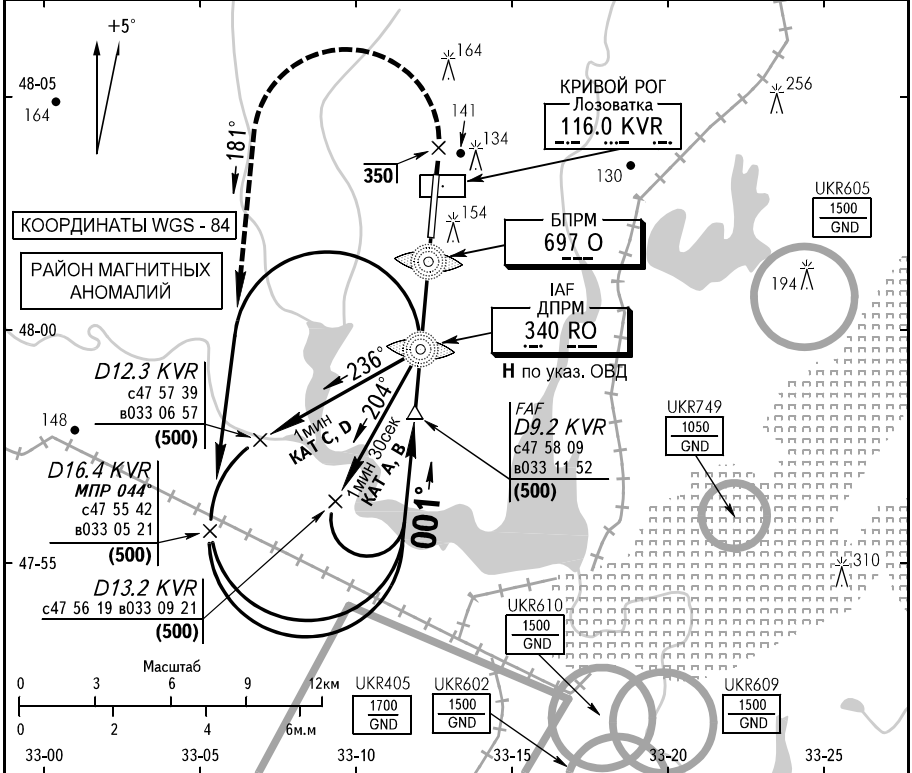 +5°
48-05
164
164
256
141
134
КРИВОЙ РОГ
Лозоватка
116.0 KVR
130
350
181°
КООРДИНАТЫ WGS - 84
РАЙОН МАГНИТНЫХ
АНОМАЛИЙ
154
БПРМ
697 O
UKR605
1500
GND
194
48-00
IAF
ДПРМ
340 RO
Н по указ. ОВД
236°
204°
1мин
КАТ C, D
1мин 30сек
КАТ A, B
D12.3 KVR
с47 57 39
в033 06 57
(500)
148
FAF
D9.2 KVR
с47 58 09
в033 11 52
(500)
UKR749
1050
GND
D16.4 KVR
МПР 044°
с47 55 42
в033 05 21
(500)
001°
47-55
310
D13.2 KVR
с47 56 19 в033 09 21
(500)
UKR610
1500
GND
Масштаб
0 3 6 9 12км
0 2 4 6м.м
UKR405
1700
GND
UKR602
1500
GND
UKR609
1500
GND
33-00 33-05 33-10 33-15 33-20 33-25